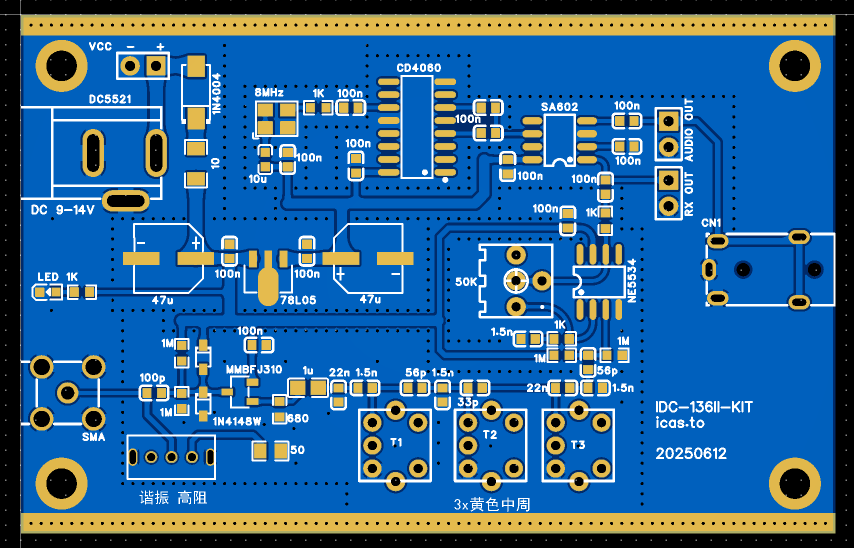 VCC - +
1N4004
DC5521
10
DC 9-14V
8MHz
1K
100n
CD4060
100n
10u
100n
100n
SA602
100n
100n
100n
100n
AUDIO OUT
RX OUT
CN1
-
+
47u
100n
78L05
100n
+
-
47u
LED
1K
100n
1K
50K
NE5534
1.5n
1K
1M
1M
56p
1M
100n
MMBFJ310
1u
22n
1.5n
56p
1.5n
33p
22n
1.5n
100p
1M
1N4148W
680
SMA
50
T1
T2
T3
谐振 高阻
3x黄色中周
IDC-136II-KIT
icas.to
20250612